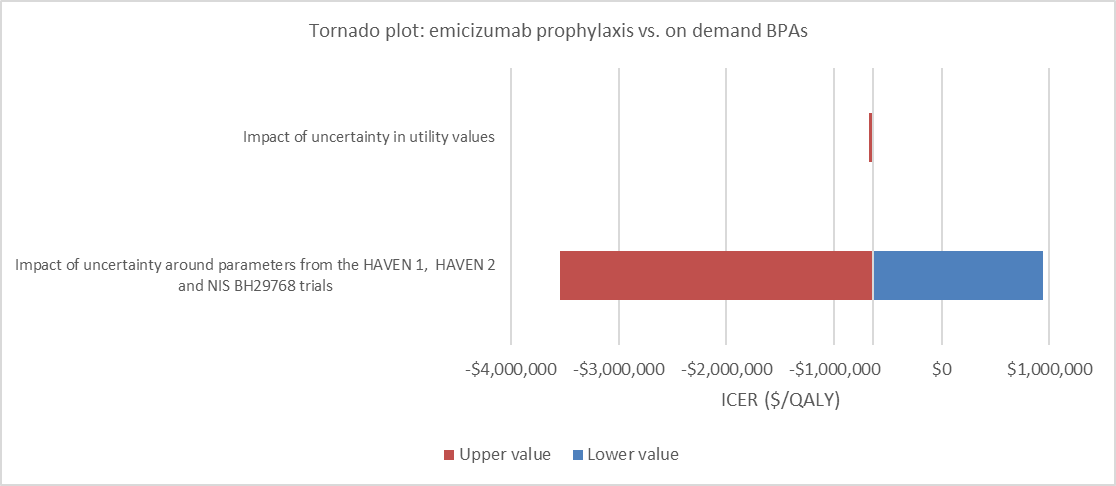 Tornado plot: emicizumab prophylaxis vs. on demand BPAs
Impact of uncertainty in utility values
Impact of uncertainty around parameters from the HAVEN 1,  HAVEN 2
and NIS BH29768 trials
-$4,000,000 -$3,000,000 -$2,000,000 -$1,000,000 $0 $1,000,000
ICER ($/QALY)
Upper value Lower value